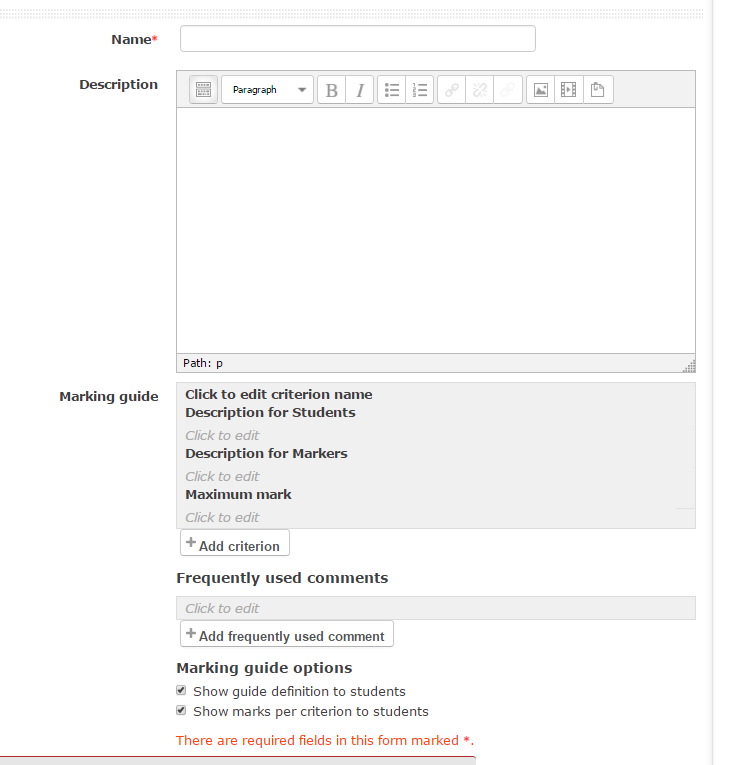 Name*
Description
Paragraph
B I
Path: p
Marking guide
Click to edit criterion name
Description for Students
Click to edit
Description for Markers
Click to edit
Maximum mark
Click to edit
+ Add criterion
Frequently used comments
Click to edit
+ Add frequently used comment
Marking guide options
Show guide definition to students
Show marks per criterion to students
There are required fields in this form marked *.